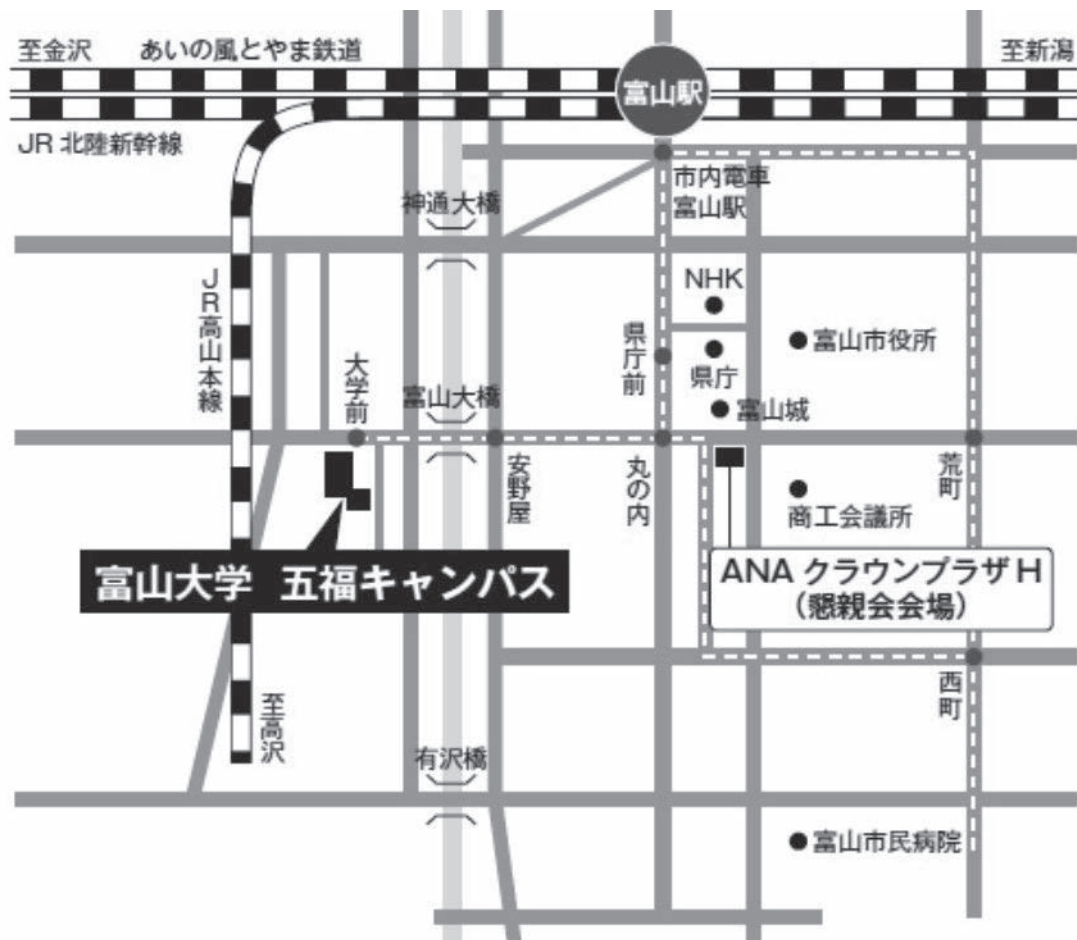 至金沢 あいの風とやま鉄道
至新潟
富山駅
JR 北陸新幹線
市内電車
富山駅
神通大橋
NHK
JR高山本線
県庁前
富山市役所
大学前
県庁
富山大橋
富山城
安野屋
丸の内
荒町
商工会議所
富山大学 五福キャンパス
ANA クラウンプラザ H
(懇親会会場)
西町
至高沢
有沢橋
富山市民病院